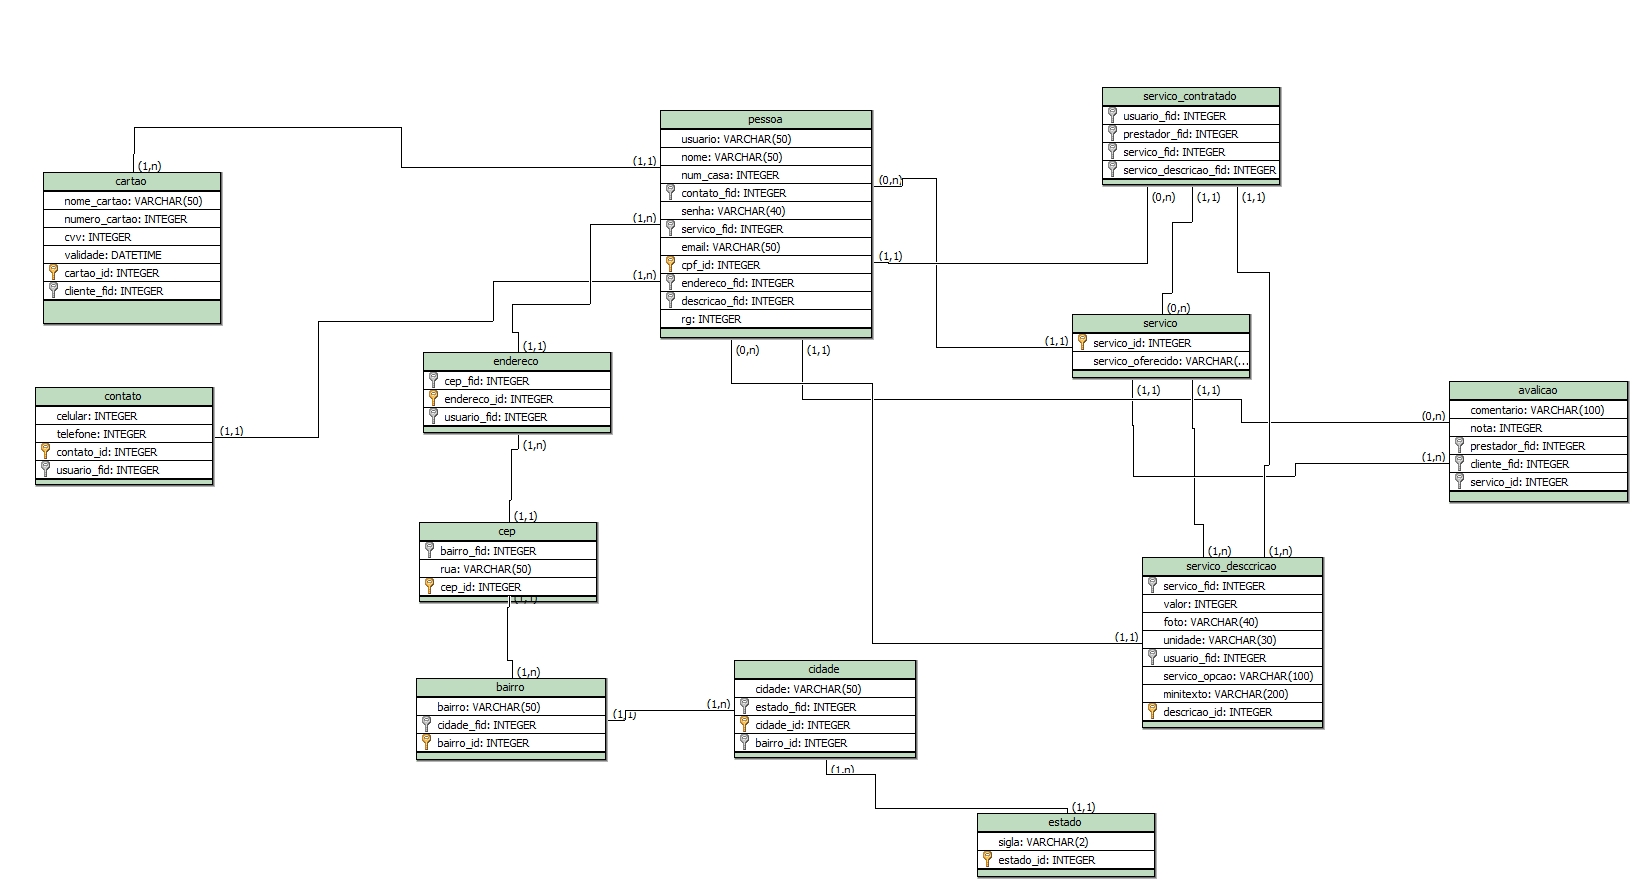 servico_contratado
usuario_fid: INTEGER
prestador_fid: INTEGER
servico_fid: INTEGER
servico_descricao_fid: INTEGER
(0,n)
(1,1)
(1,1)
pessoa
usuario: VARCHAR(50)
nome: VARCHAR(50)
num_casa: INTEGER
contato_fid: INTEGER
senha: VARCHAR(40)
servico_fid: INTEGER
email: VARCHAR(50)
cpf_id: INTEGER
endereco_fid: INTEGER
descricao_fid: INTEGER
rg: INTEGER
(1,1)
(1,n)
(1,n)
(0,n)
(1,1)
(0,n)
(1,1)
(1,n)
cartao
nome_cartao: VARCHAR(50)
numero_cartao: INTEGER
cvv: INTEGER
validade: DATETIME
cartao_id: INTEGER
cliente_fid: INTEGER
(0,n)
(1,1)
servico
servico_id: INTEGER
servico_oferecido: VARCHAR(...
(1,1)
(1,1)
(1,1)
endereco
cep_fid: INTEGER
endereco_id: INTEGER
usuario_fid: INTEGER
(1,n)
contato
celular: INTEGER
telefone: INTEGER
contato_id: INTEGER
usuario_fid: INTEGER
(1,1)
avalicao
comentario: VARCHAR(100)
nota: INTEGER
prestador_fid: INTEGER
cliente_fid: INTEGER
servico_id: INTEGER
(0,n)
(1,n)
(1,1)
cep
bairro_fid: INTEGER
rua: VARCHAR(50)
cep_id: INTEGER
(1,1)
(1,n)
(1,n)
servico_desccricao
servico_fid: INTEGER
valor: INTEGER
foto: VARCHAR(40)
unidade: VARCHAR(30)
usuario_fid: INTEGER
servico_opcao: VARCHAR(100)
minitexto: VARCHAR(200)
descricao_id: INTEGER
(1,1)
(1,n)
bairro
bairro: VARCHAR(50)
cidade_fid: INTEGER
bairro_id: INTEGER
(1,1)
(1,n)
cidade
cidade: VARCHAR(50)
estado_fid: INTEGER
cidade_id: INTEGER
bairro_id: INTEGER
(1,n)
(1,1)
estado
sigla: VARCHAR(2)
estado_id: INTEGER